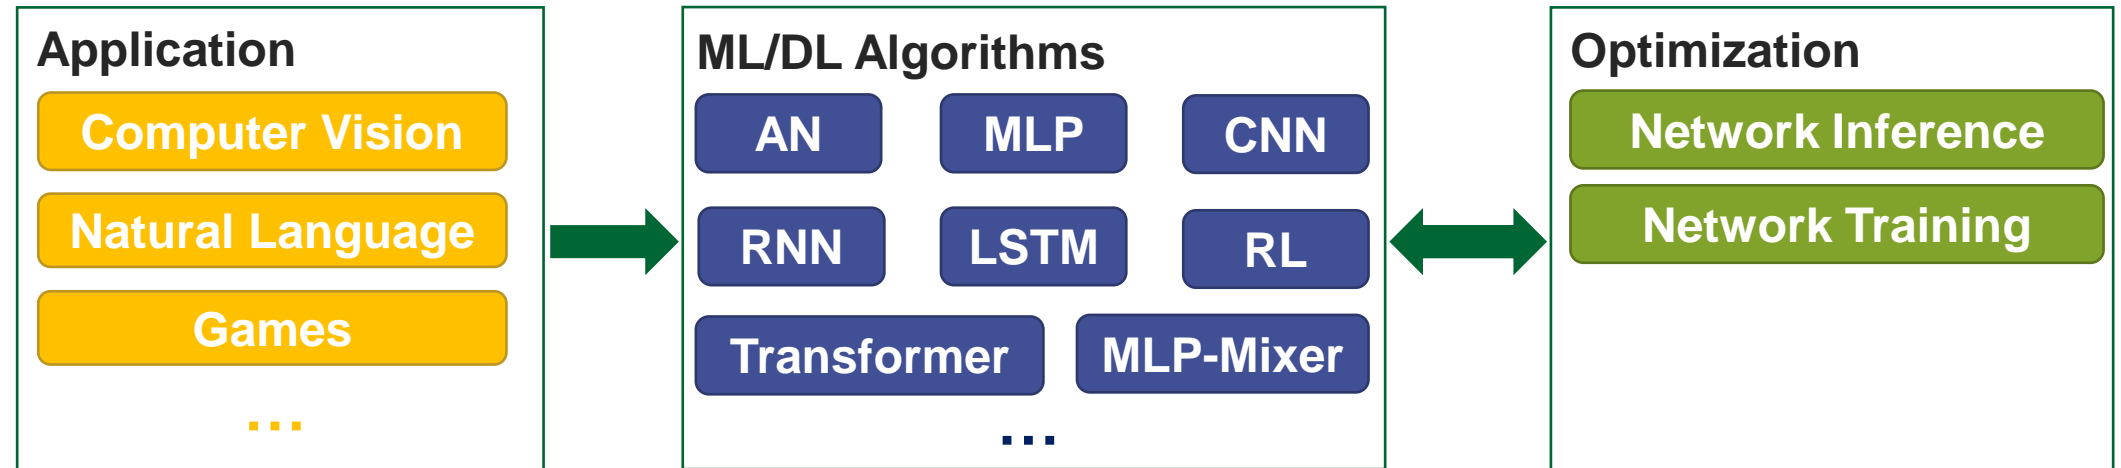 Application
Computer Vision
Natural Language
Games
...
ML/DL Algorithms
AN MLP CNN
RNN LSTM RL
Transformer MLP-Mixer
...
Optimization
Network Inference
Network Training